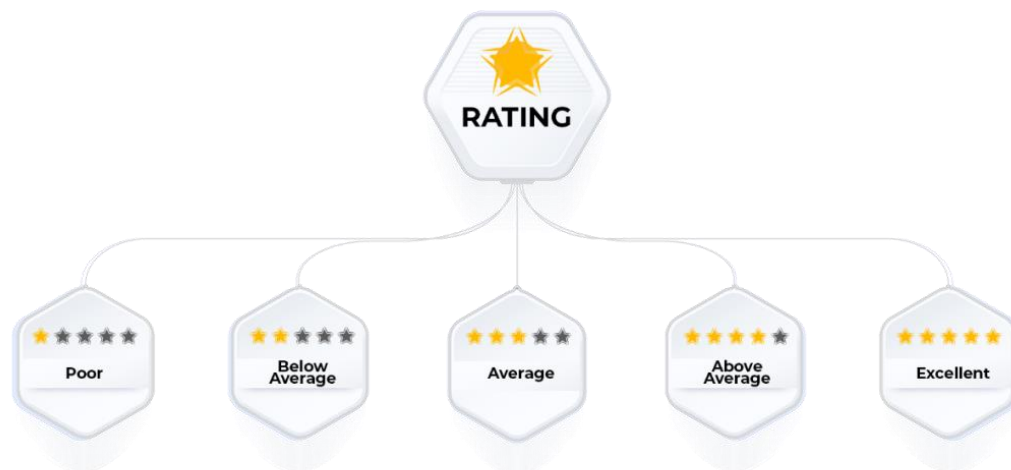 RATING
Poor
Below
Average
Average
Above
Average
Excellent